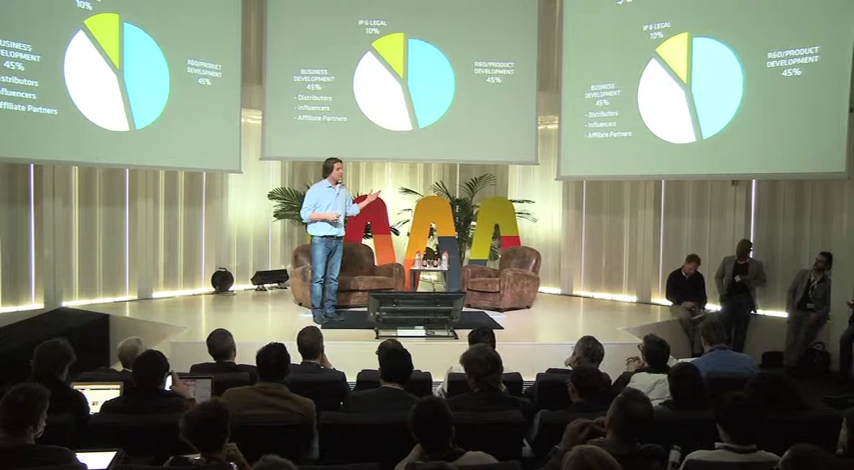 10%
BUSINESS
DEVELOPMENT
45%
Distributors
Influencers
Affiliate Partners
R&D/PRODUCT
DEVELOPMENT
45%
IP & LEGAL
10%
BUSINESS
DEVELOPMENT
45%
- Distributors
- Influencers
- Affiliate Partners
R&D/PRODUCT
DEVELOPMENT
45%
IP & LEGAL
10%
BUSINESS
DEVELOPMENT
45%
- Distributors
- Influencers
- Affiliate Partners
R&D/PRODUCT
DEVELOPMENT
45%
AAA